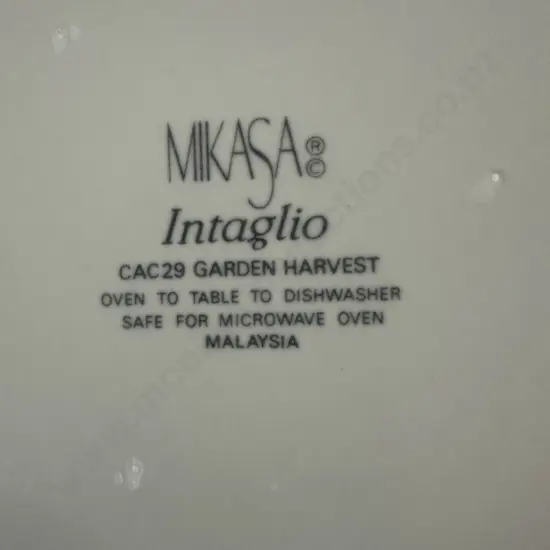 MIKASA ® ©
Intaglio
CAC29 GARDEN HARVEST
OVEN TO TABLE TO DISHWASHER
SAFE FOR MICROWAVE OVEN
MALAYSIA